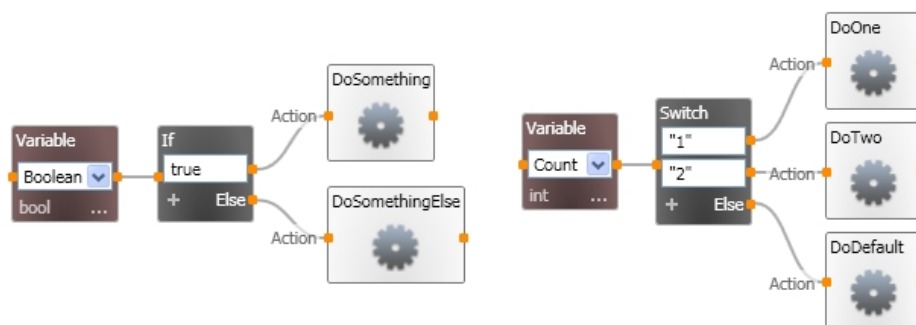 Variable
Boolean
bool ...
If
true
+ Else
Action
DoSomething
Action
DoSomethingElse
Variable
Count
int ...
Switch
"1"
"2"
+ Else
Action
DoOne
Action
DoTwo
Action
DoDefault